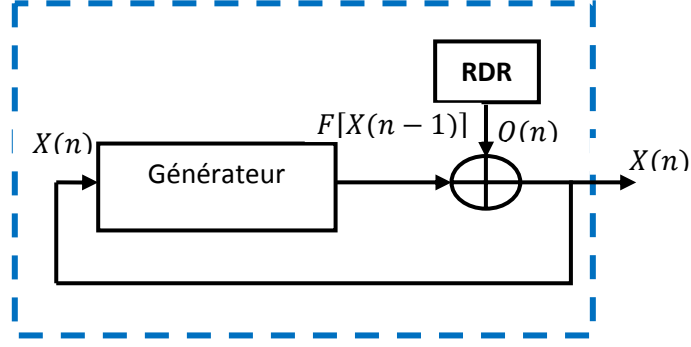 RDR
F[X(n − 1)]
Q(n)
X(n)
Générateur
X(n)